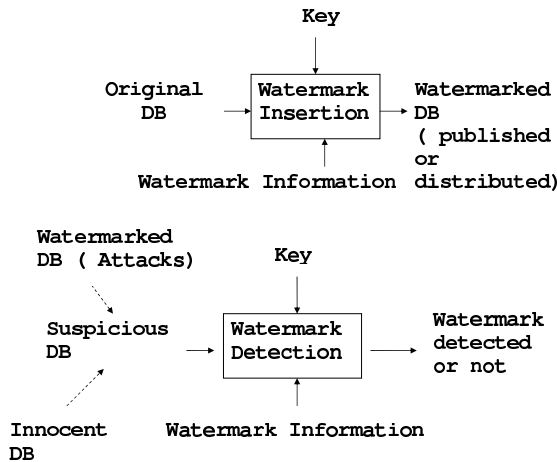 Key
Original
DB
Watermark
Insertion
Watermarked
DB
( published
or
distributed)
Watermark Information
Watermarked
DB ( Attacks)
Key
Suspicious
DB
Watermark
Detection
Watermark
detected
or not
Innocent
DB
Watermark Information